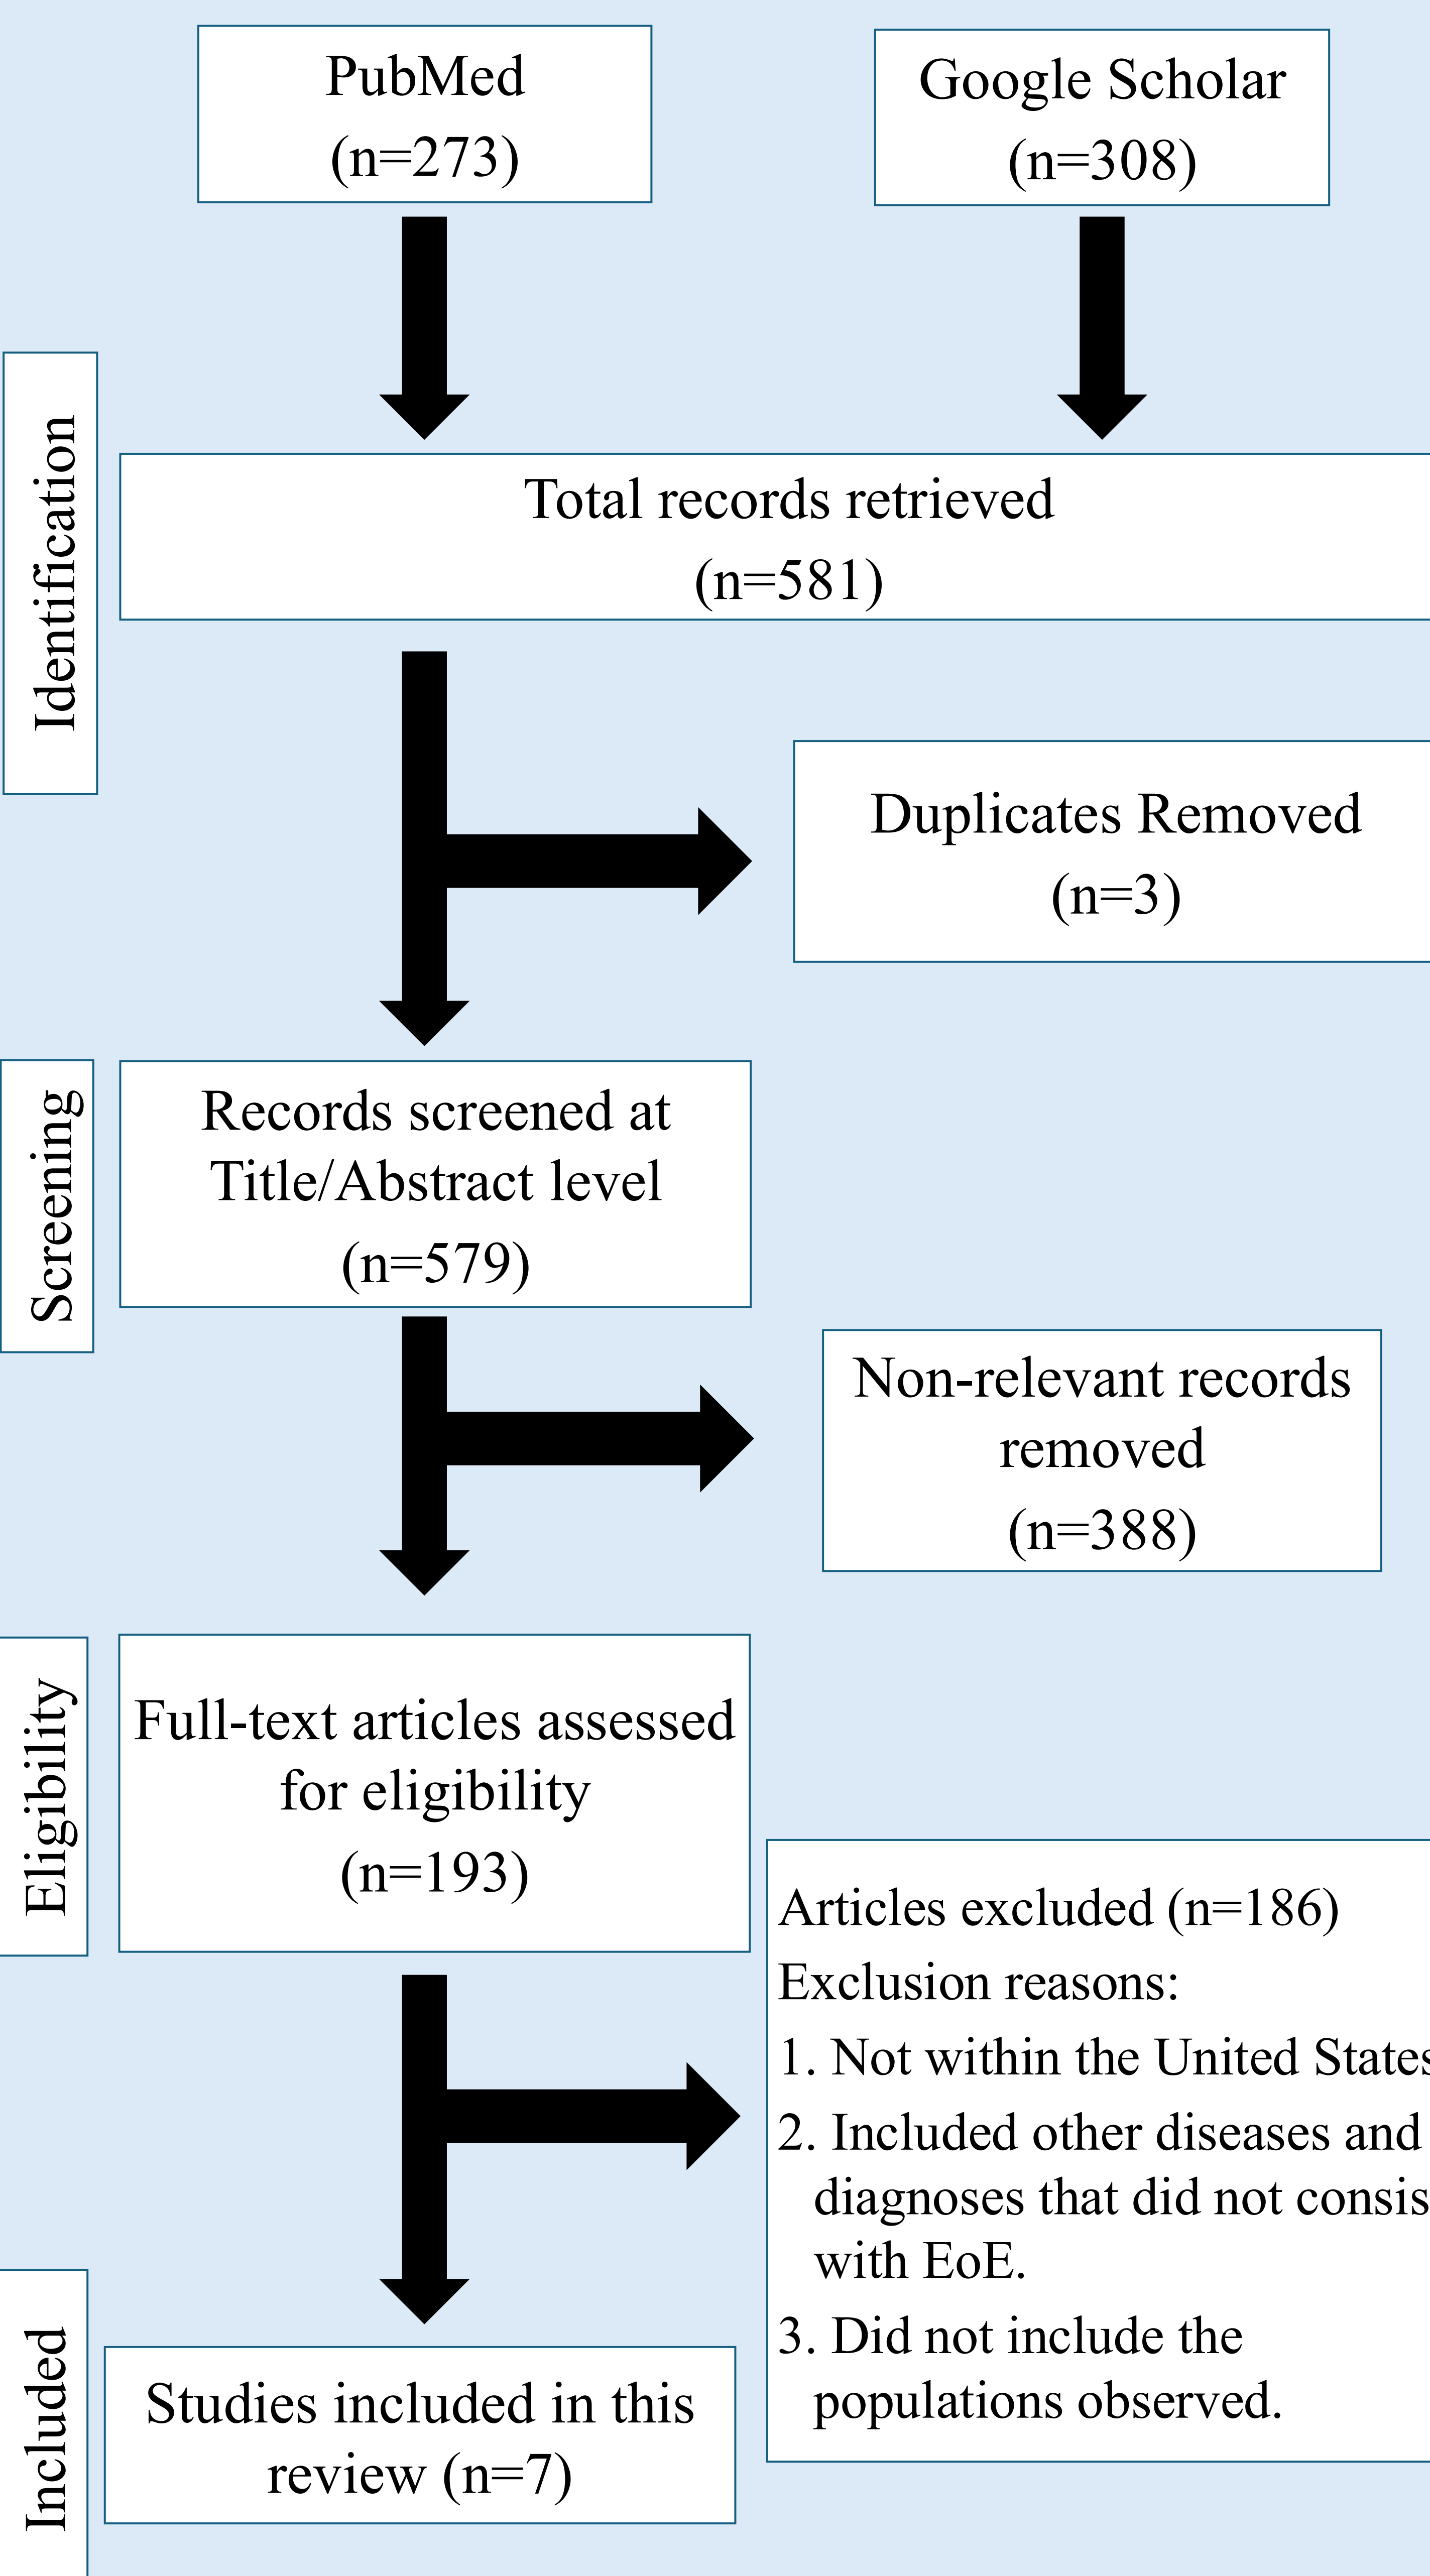 PubMed
(n=273)
Google Scholar
(n=308)
Identification
Total records retrieved
(n=581)
Duplicates Removed
(n=3)
Screening
Records screened at
Title/Abstract level
(n=579)
Non-relevant records
removed
(n=388)
Eligibility
Full-text articles assessed
for eligibility
(n=193)
Articles excluded (n=186)
Exclusion reasons:
1. Not within the United States
2. Included other diseases and
diagnoses that did not consis
with EoE.
3. Did not include the
populations observed.
Included
Studies included in this
review (n=7)